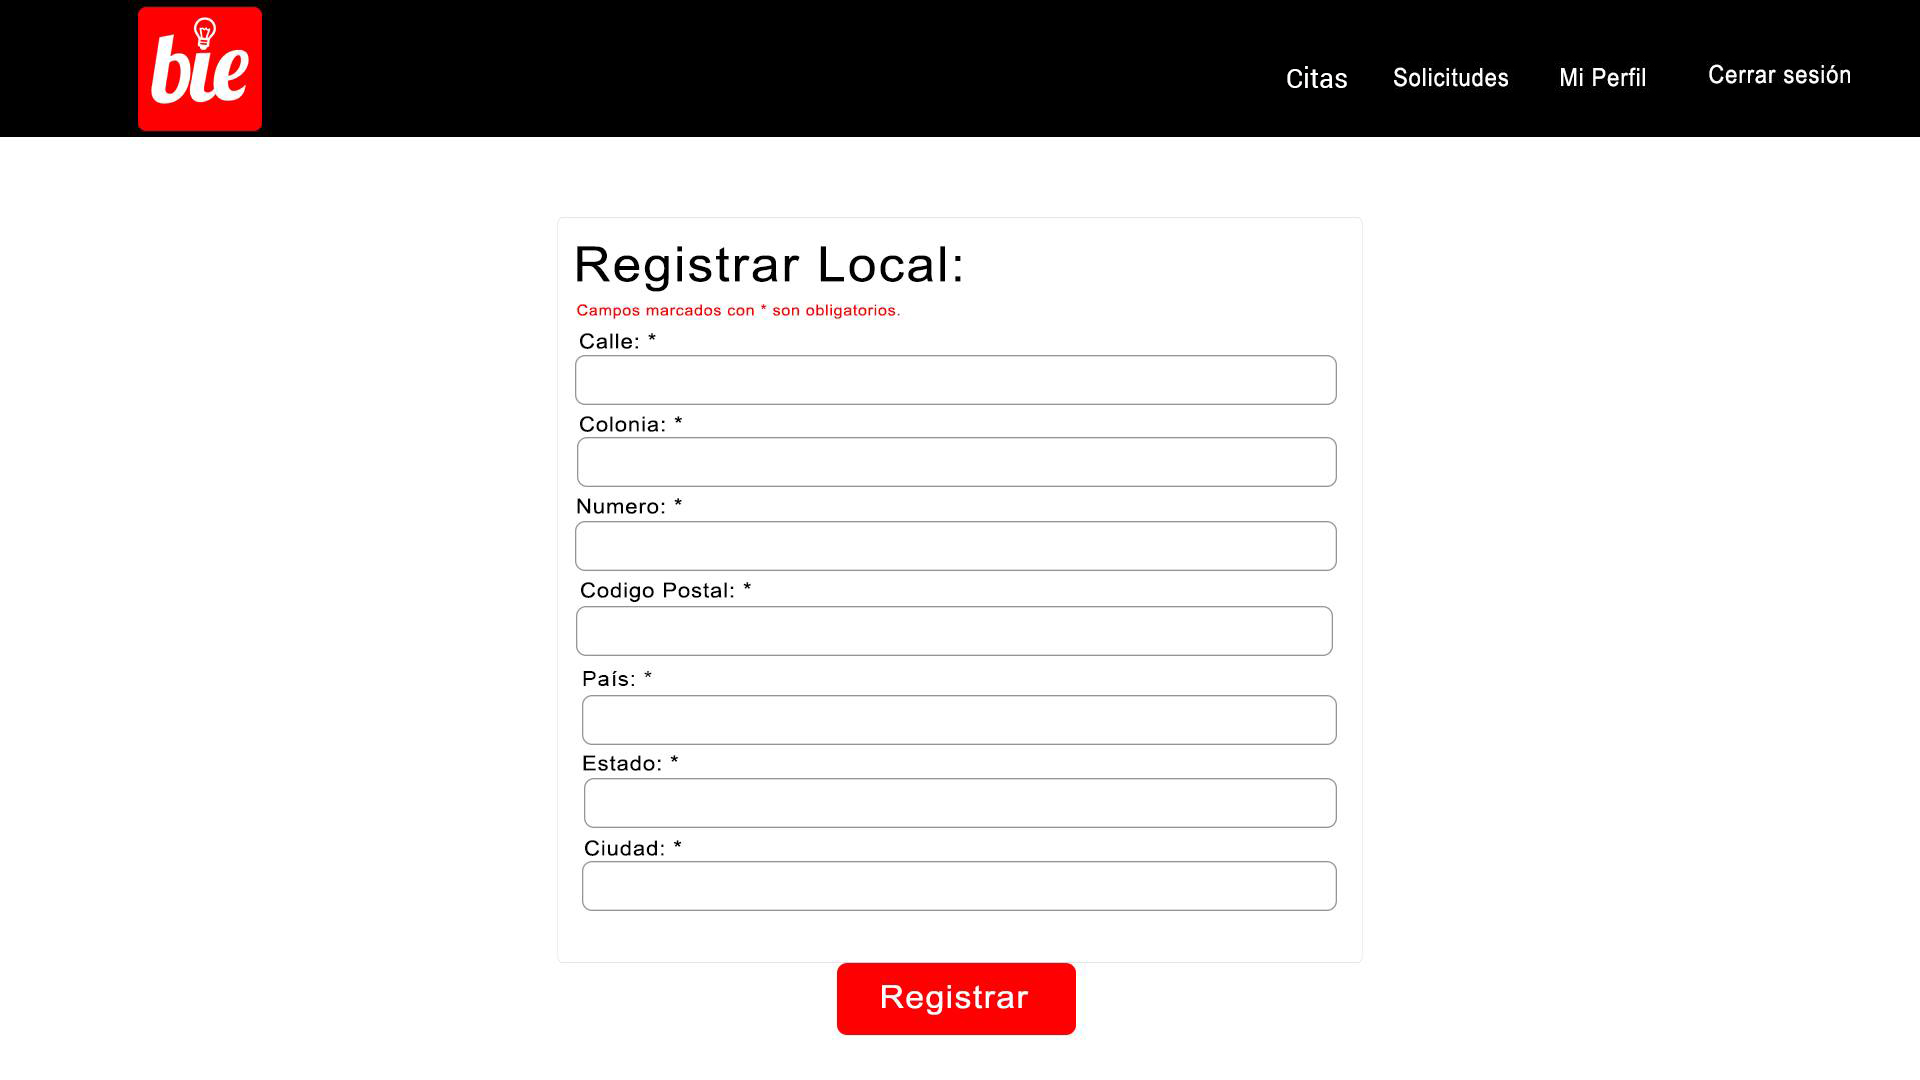 bie
Citas Solicitudes Mi Perfil Cerrar sesión
Registrar Local:
Campos marcados con * son obligatorios.
Calle: *
Colonia: *
Numero: *
Codigo Postal: *
País: *
Estado: *
Ciudad: *
Registrar